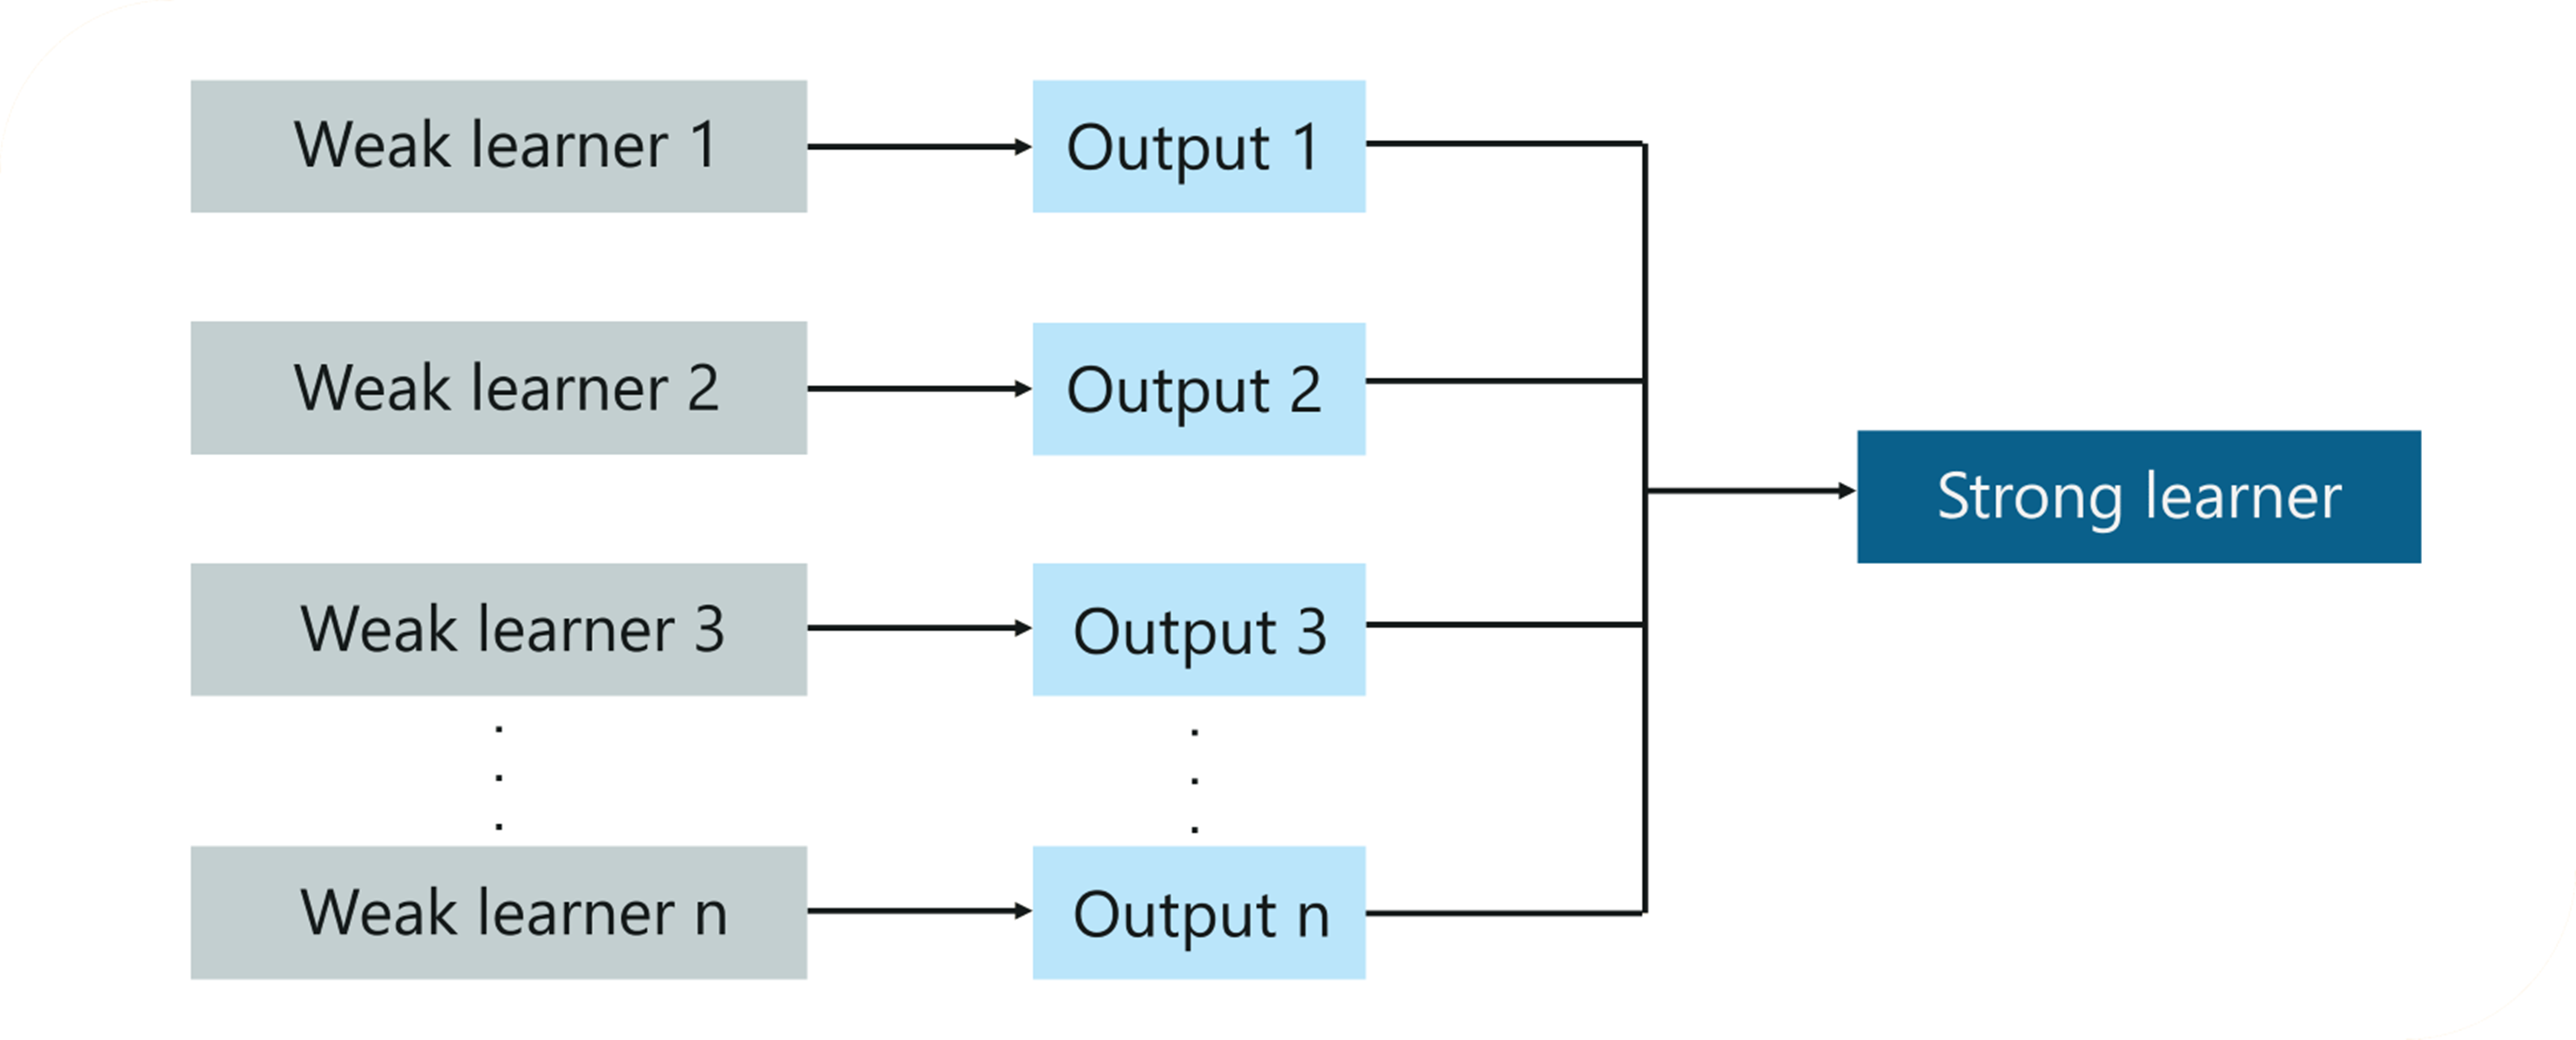 Weak learner 1
Output 1
Weak learner 2
Output 2
Strong learner
Weak learner 3
Output 3
Weak learner n
Output n